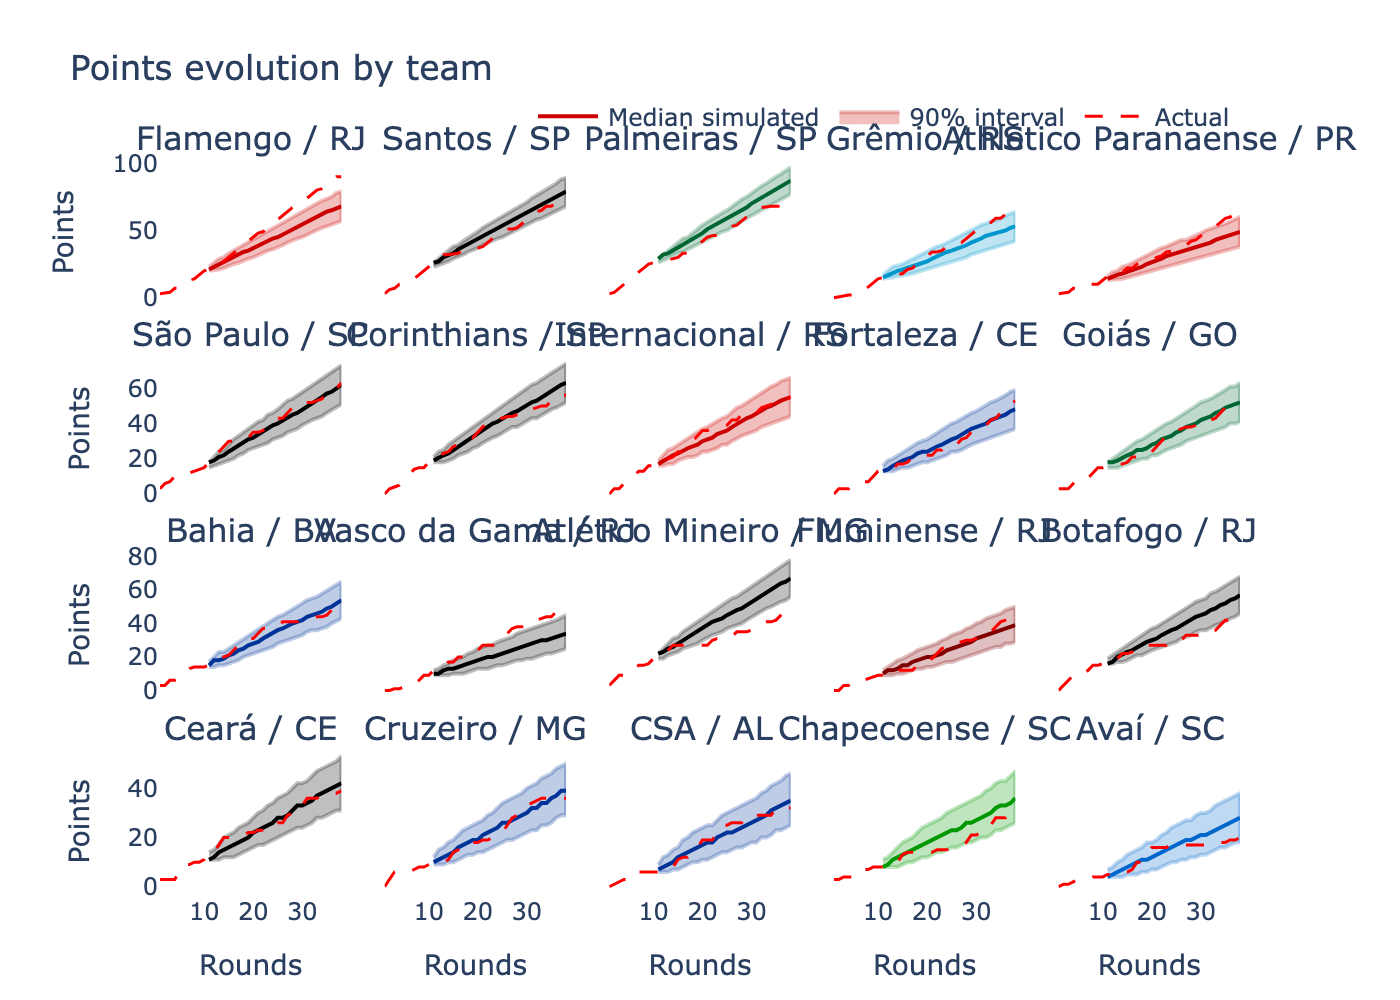 Points evolution by team
Median simulated 90% interval Actual
Flamengo / RJ Santos / SP Palmeiras / SP Grêmio / RS Athletico Paranaense / PR
100
50
0
Points
São Paulo / SP Corinthians / SP Internacional / RS Fortaleza / CE Goiás / GO
60
40
20
0
Points
Bahia / BA Vasco da Gama / RJ Atlético Mineiro / MG Fluminense / RJ Botafogo / RJ
80
60
40
20
0
Points
Ceará / CE Cruzeiro / MG CSA / AL Chapecoense / SC Avaí / SC
40
20
0
Points
10 20 30 10 20 30 10 20 30 10 20 30 10 20 30
Rounds Rounds Rounds Rounds Rounds